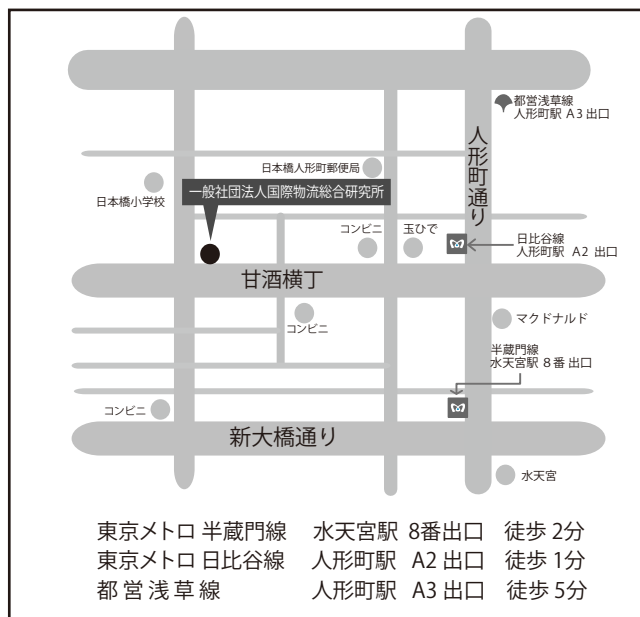 都営浅草線
人形町駅 A3 出口
人形町通り
日本橋人形町郵便局
日本橋小学校
一般社団法人国際物流総合研究所
コンビニ
玉ひで
日比谷線
人形町駅 A2 出口
甘酒横丁
コンビニ
マクドナルド
半蔵門線
水天宮駅 8番 出口
コンビニ
新大橋通り
水天宮
東京メトロ 半蔵門線 水天宮駅 8番出口 徒歩 2分
東京メトロ 日比谷線 人形町駅 A2 出口 徒歩 1分
都営浅草線 人形町駅 A3 出口 徒歩 5分